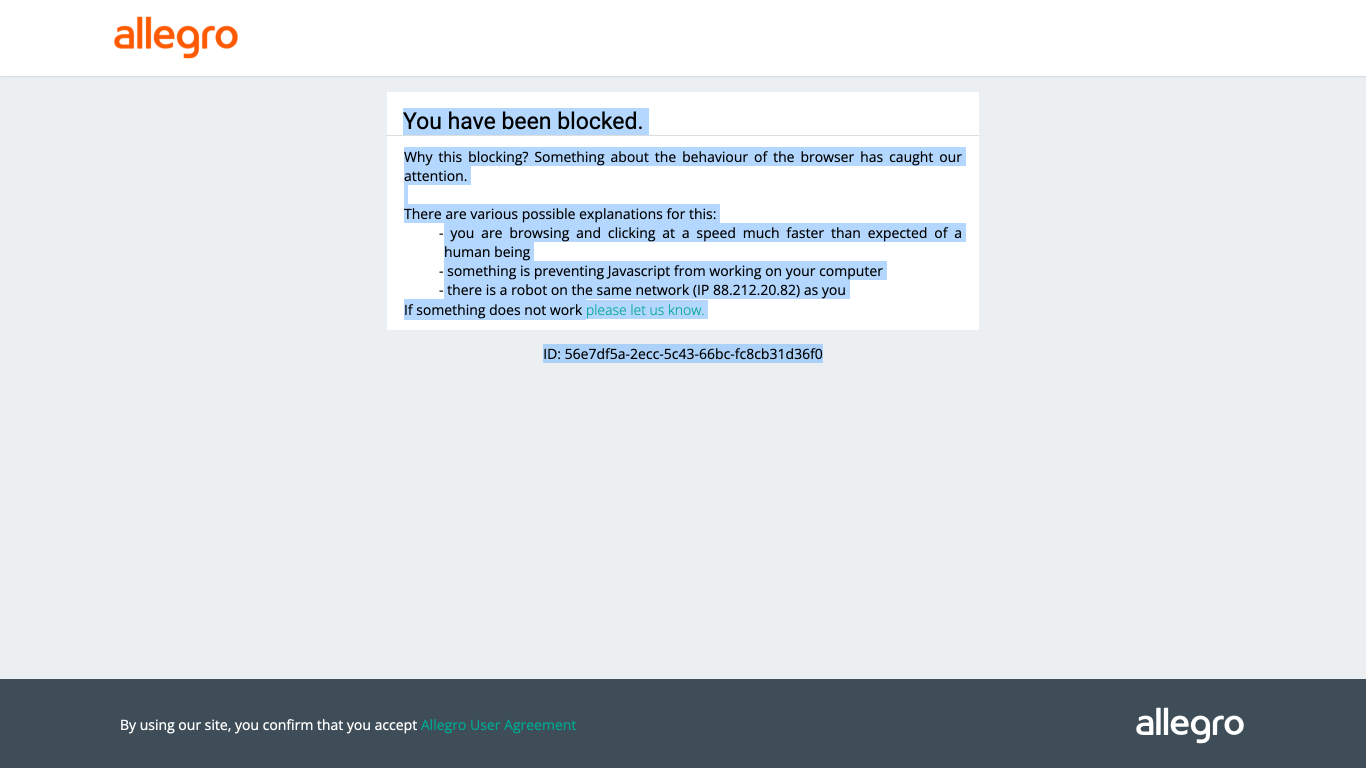 allegro
You have been blocked.
Why this blocking? Something about the behaviour of the browser has caught our
attention.
There are various possible explanations for this:
- you are browsing and clicking at a speed much faster than expected of a
human being
- something is preventing Javascript from working on your computer
- there is a robot on the same network (IP 88.212.20.82) as you
If something does not work please let us know.
ID: 56e7df5a-2ecc-5c43-66bc-fc8cb31d36f0
By using our site, you confirm that you accept Allegro User Agreement
allegro